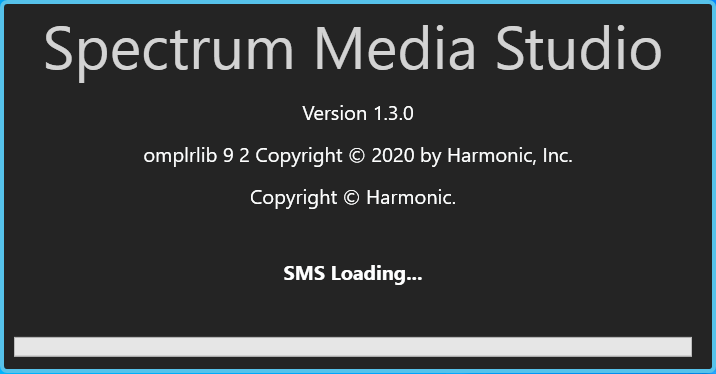 Spectrum Media Studio
Version 1.3.0
omplrlib 9 2 Copyright © 2020 by Harmonic, Inc.
Copyright © Harmonic.
SMS Loading...